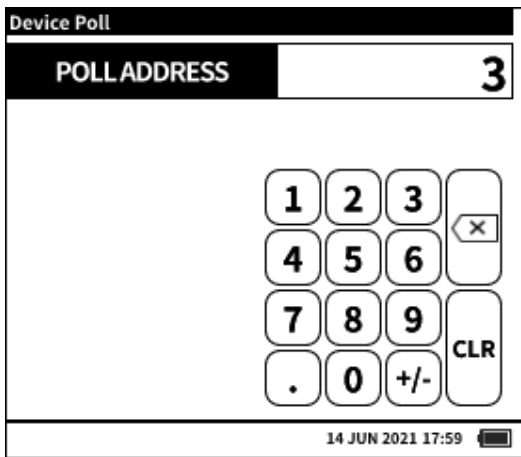 Device Poll
POLL ADDRESS 3
1 2 3
4 5 6
7 8 9
CLR
. 0 +/-
14 JUN 2021 17:59